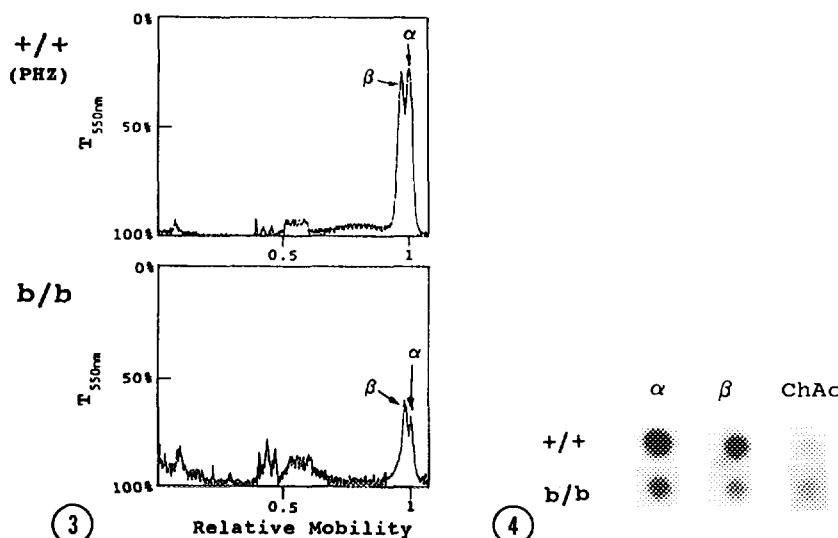 +/+
(PHZ)
0%
50%
100%
T550nm
β
α
0.5
1
b/b
0%
50%
100%
T550nm
β
α
0.5
1
Relative Mobility
3
α β ChAc
+/+
b/b
4